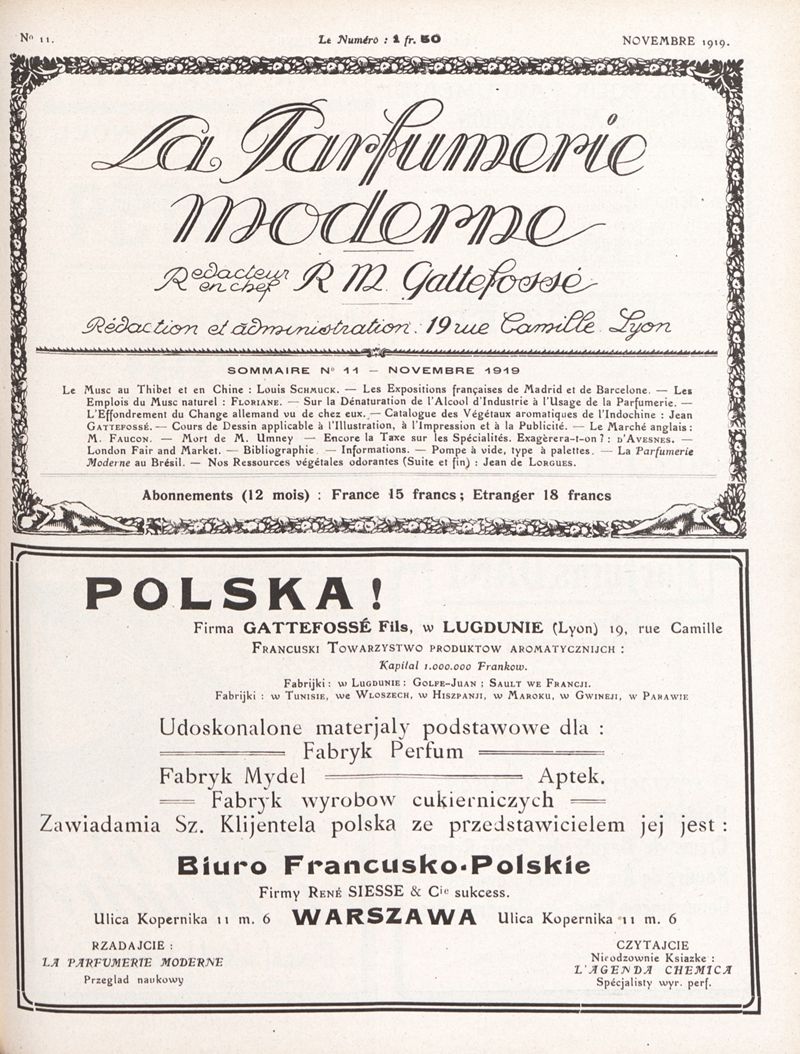 No 11.
Le Numéro : 1 fr. 50
NOVEMBRE 1919.
La Parfumerie
moderne
Rédacteur en chef R. M. Gattefossé
Rédaction et administration. 19 rue Camille. Lyon
SOMMAIRE No 11 — NOVEMBRE 1919
Le Musc au Thibet et en Chine : Louis SCHMUCK. — Les Expositions françaises de Madrid et de Barcelone. — Les
Emplois du Musc naturel : FLORIANE. — Sur la Dénaturation de l'Alcool d'Industrie à l'Usage de la Parfumerie. —
L'Effondrement du Change allemand vu de chez eux. — Catalogue des Végétaux aromatiques de l'Indochine : Jean
GATTEFOSSÉ. — Cours de Dessin applicable à l'Illustration, à l'Impression et à la Publicité. — Le Marché anglais :
M. FAUCON. — Mort de M. Umney — Encore la Taxe sur les Spécialités. Exagèrera-t-on ? : D'AVESNES. —
London Fair and Market. — Bibliographie. — Informations. — Pompe à vide, type à palettes. — La Parfumerie
Moderne au Brésil. — Nos Ressources végétales odorantes (Suite et fin) : Jean de LORGUES.
Abonnements (12 mois) : France 15 francs ; Etranger 18 francs
POLSKA !
Firma GATTEFOSSÉ Fils, w LUGDUNIE (Lyon) 19, rue Camille
FRANCUSKI TOWARZYSTWO PRODUKTOW AROMATYCZNIJCH :
Kapital 1.000.000 Frankow.
Fabrijki : w LUGDUNIE : GOLFE-JUAN : SAULT WE FRANCJI.
Fabrijki : w TUNISIE, we WLOSZECH, w HISZPANJI, w MAROKU, w GWINEJI, w PARAWIE
Udoskonalone materjaly podstawowe dla :
Fabryk Perfum
Fabryk Mydel Aptek.
Fabryk wyrobow cukierniczych
Zawiadamia Sz. Klijentela polska ze przedstawicielem jej jest :
Biuro Francusko-Polskie
Firmy RENÉ SIESSE & Cie sukcess.
Ulica Kopernika 11 m. 6 WARSZAWA Ulica Kopernika 11 m. 6
RZADAJCIE :
LA PARFUMERIE MODERNE
Przeglad naukowy
CZYTAJCIE
Niedzownie Ksiazke :
L'AGENDA CHEMICA
Spécjalisty wyr. perf.